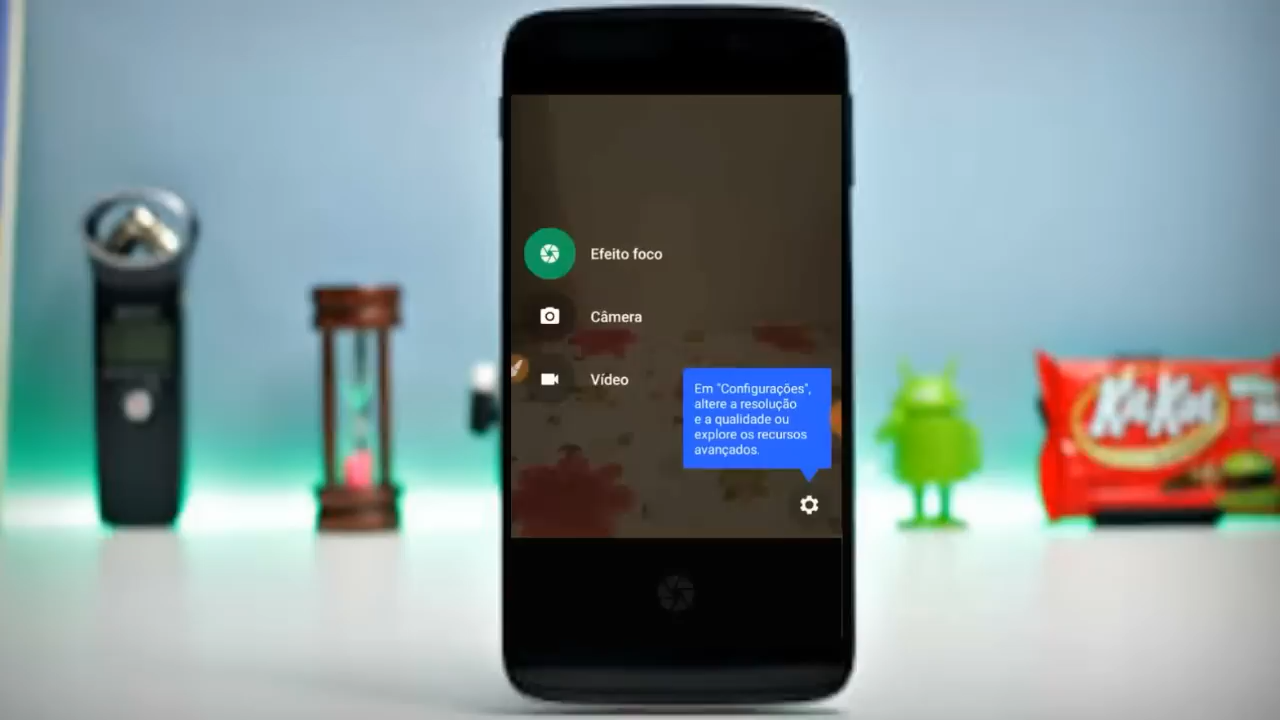 Efeito foco
Câmera
Vídeo
Em "Configurações",
altere a resolução
e a qualidade ou
explore os recursos
avançados.
KitKat